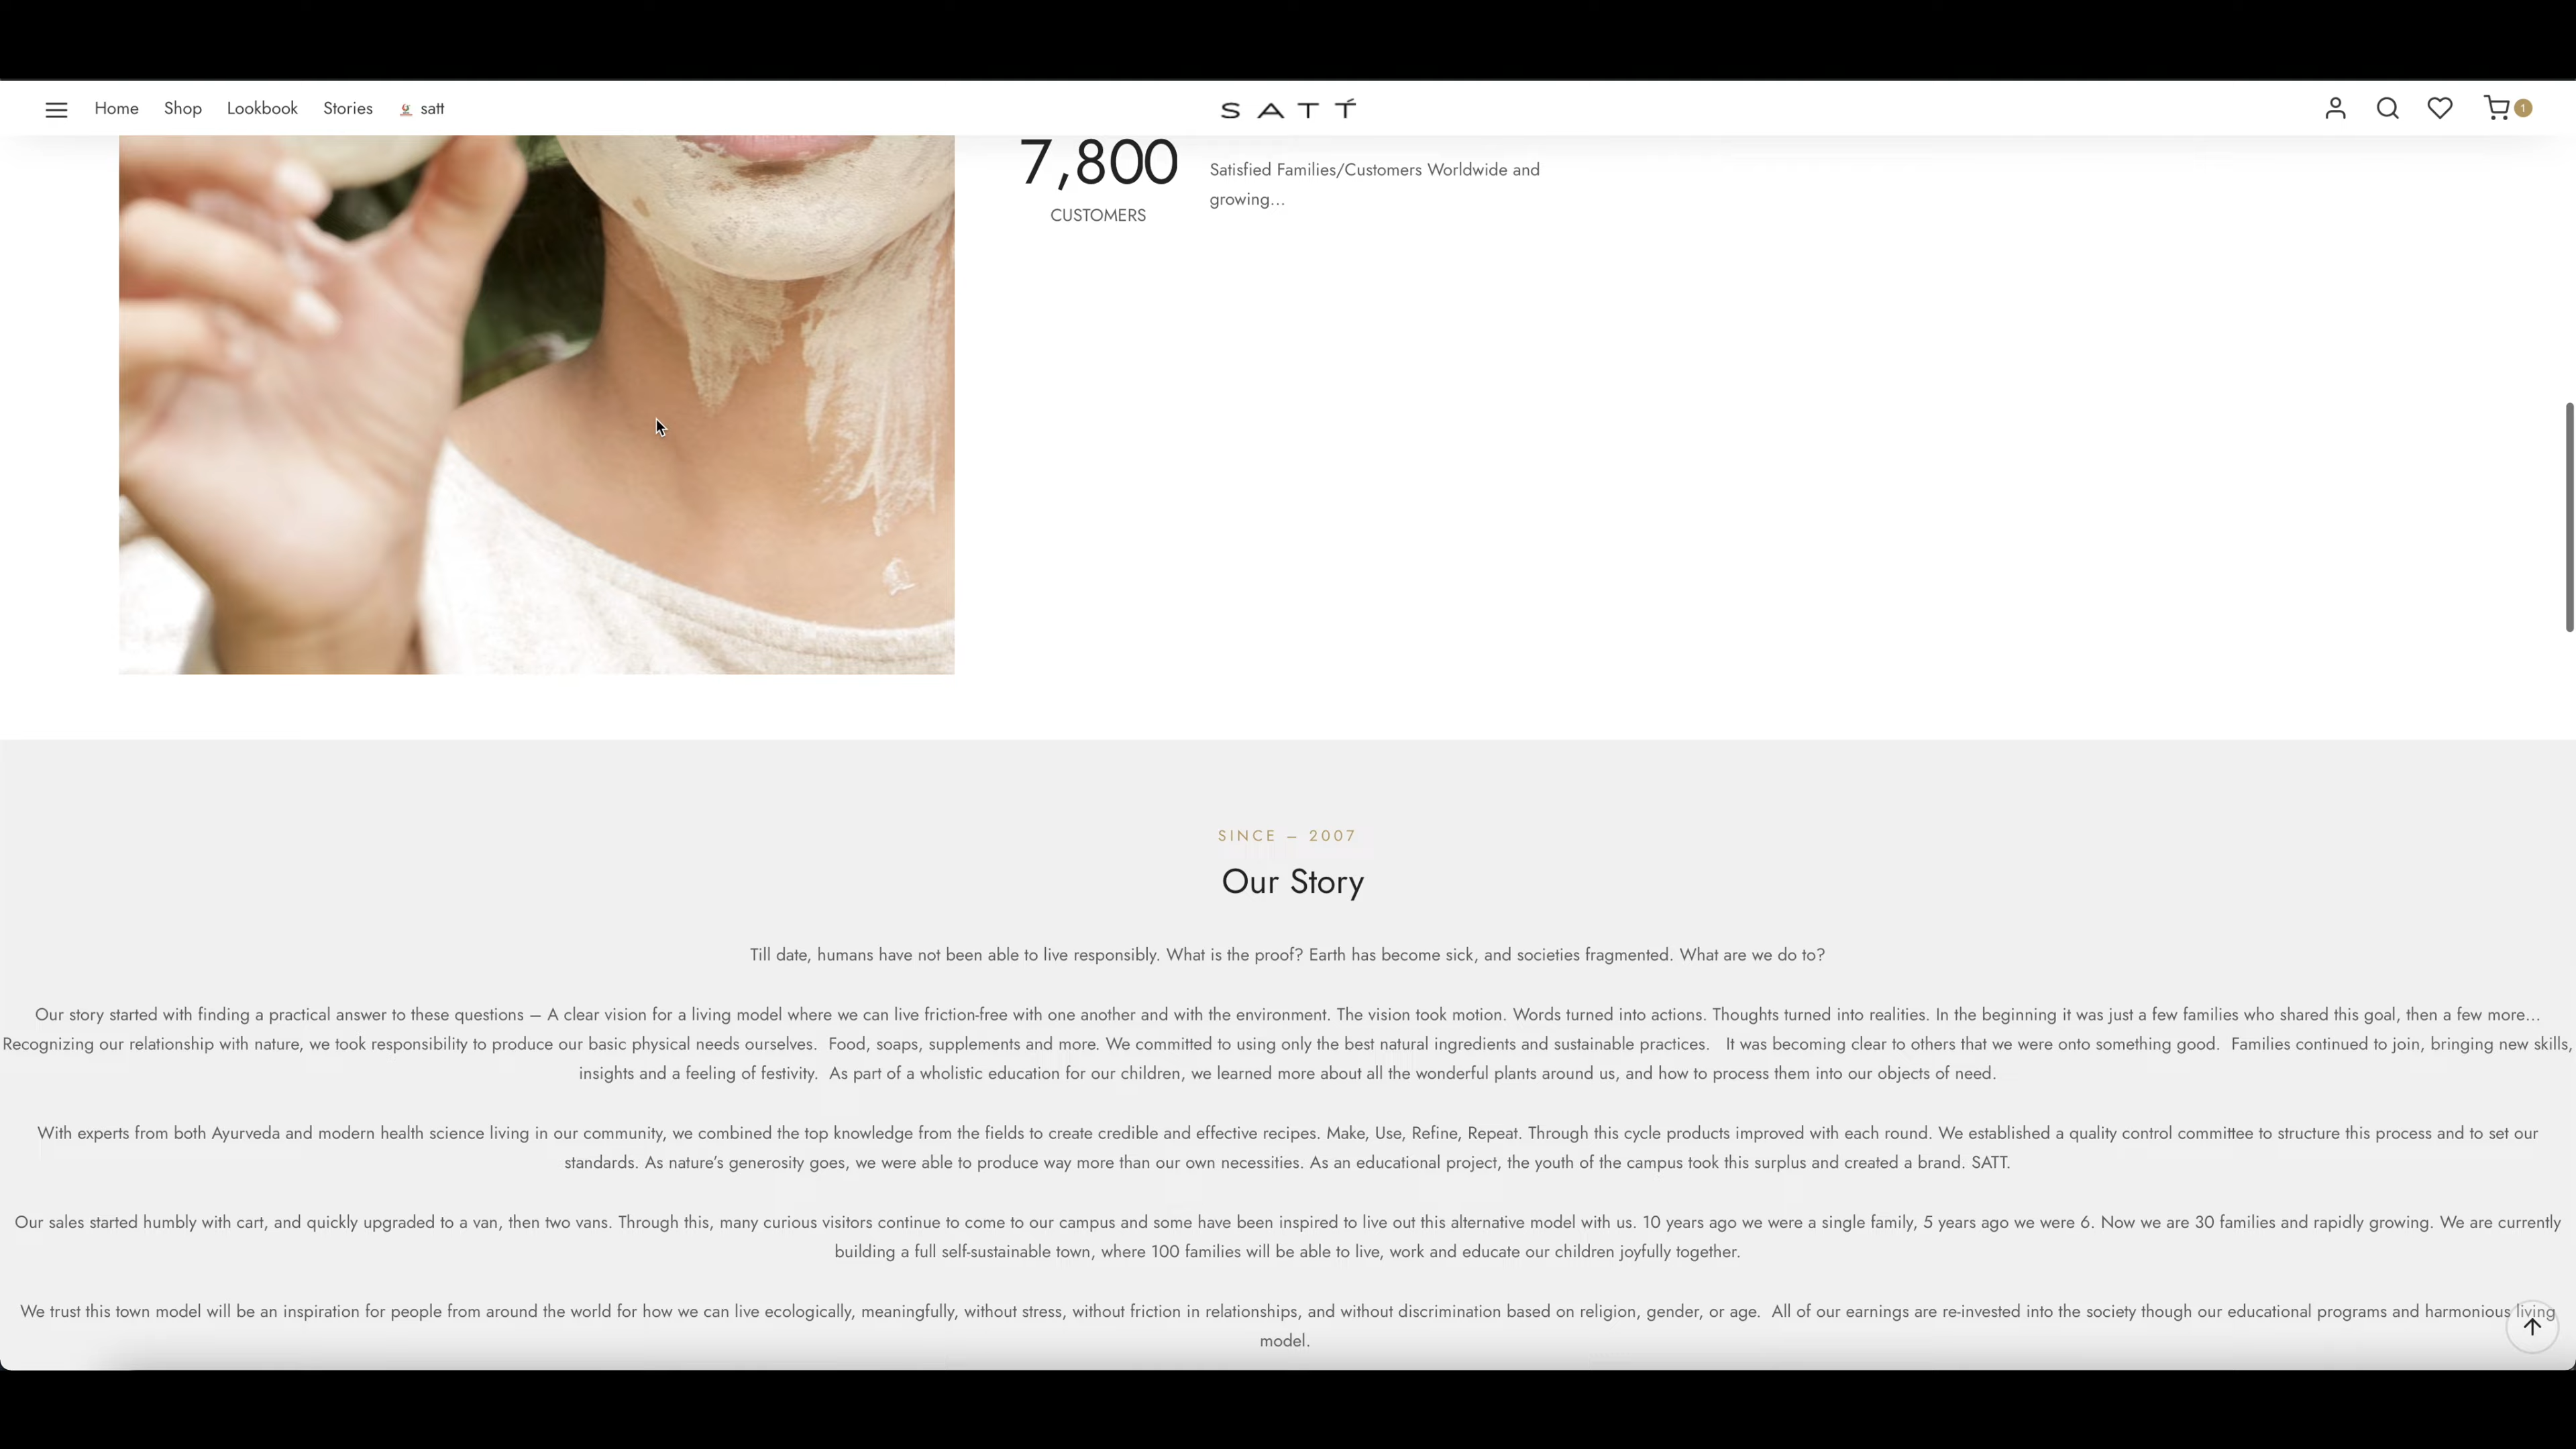 Home Shop Lookbook Stories satt
SATT́
1
7,800
CUSTOMERS
Satisfied Families/Customers Worldwide and
growing...
SINCE – 2007
Our Story
Till date, humans have not been able to live responsibly. What is the proof? Earth has become sick, and societies fragmented. What are we do to?
Our story started with finding a practical answer to these questions – A clear vision for a living model where we can live friction-free with one another and with the environment. The vision took motion. Words turned into actions. Thoughts turned into realities. In the beginning it was just a few families who shared this goal, then a few more...
Recognizing our relationship with nature, we took responsibility to produce our basic physical needs ourselves. Food, soaps, supplements and more. We committed to using only the best natural ingredients and sustainable practices. It was becoming clear to others that we were onto something good. Families continued to join, bringing new skills,
insights and a feeling of festivity. As part of a wholistic education for our children, we learned more about all the wonderful plants around us, and how to process them into our objects of need.
With experts from both Ayurveda and modern health science living in our community, we combined the top knowledge from the fields to create credible and effective recipes. Make, Use, Refine, Repeat. Through this cycle products improved with each round. We established a quality control committee to structure this process and to set our
standards. As nature's generosity goes, we were able to produce way more than our own necessities. As an educational project, the youth of the campus took this surplus and created a brand. SATT.
Our sales started humbly with cart, and quickly upgraded to a van, then two vans. Through this, many curious visitors continue to come to our campus and some have been inspired to live out this alternative model with us. 10 years ago we were a single family, 5 years ago we were 6. Now we are 30 families and rapidly growing. We are currently
building a full self-sustainable town, where 100 families will be able to live, work and educate our children joyfully together.
We trust this town model will be an inspiration for people from around the world for how we can live ecologically, meaningfully, without stress, without friction in relationships, and without discrimination based on religion, gender, or age. All of our earnings are re-invested into the society though our educational programs and harmonious living
model.